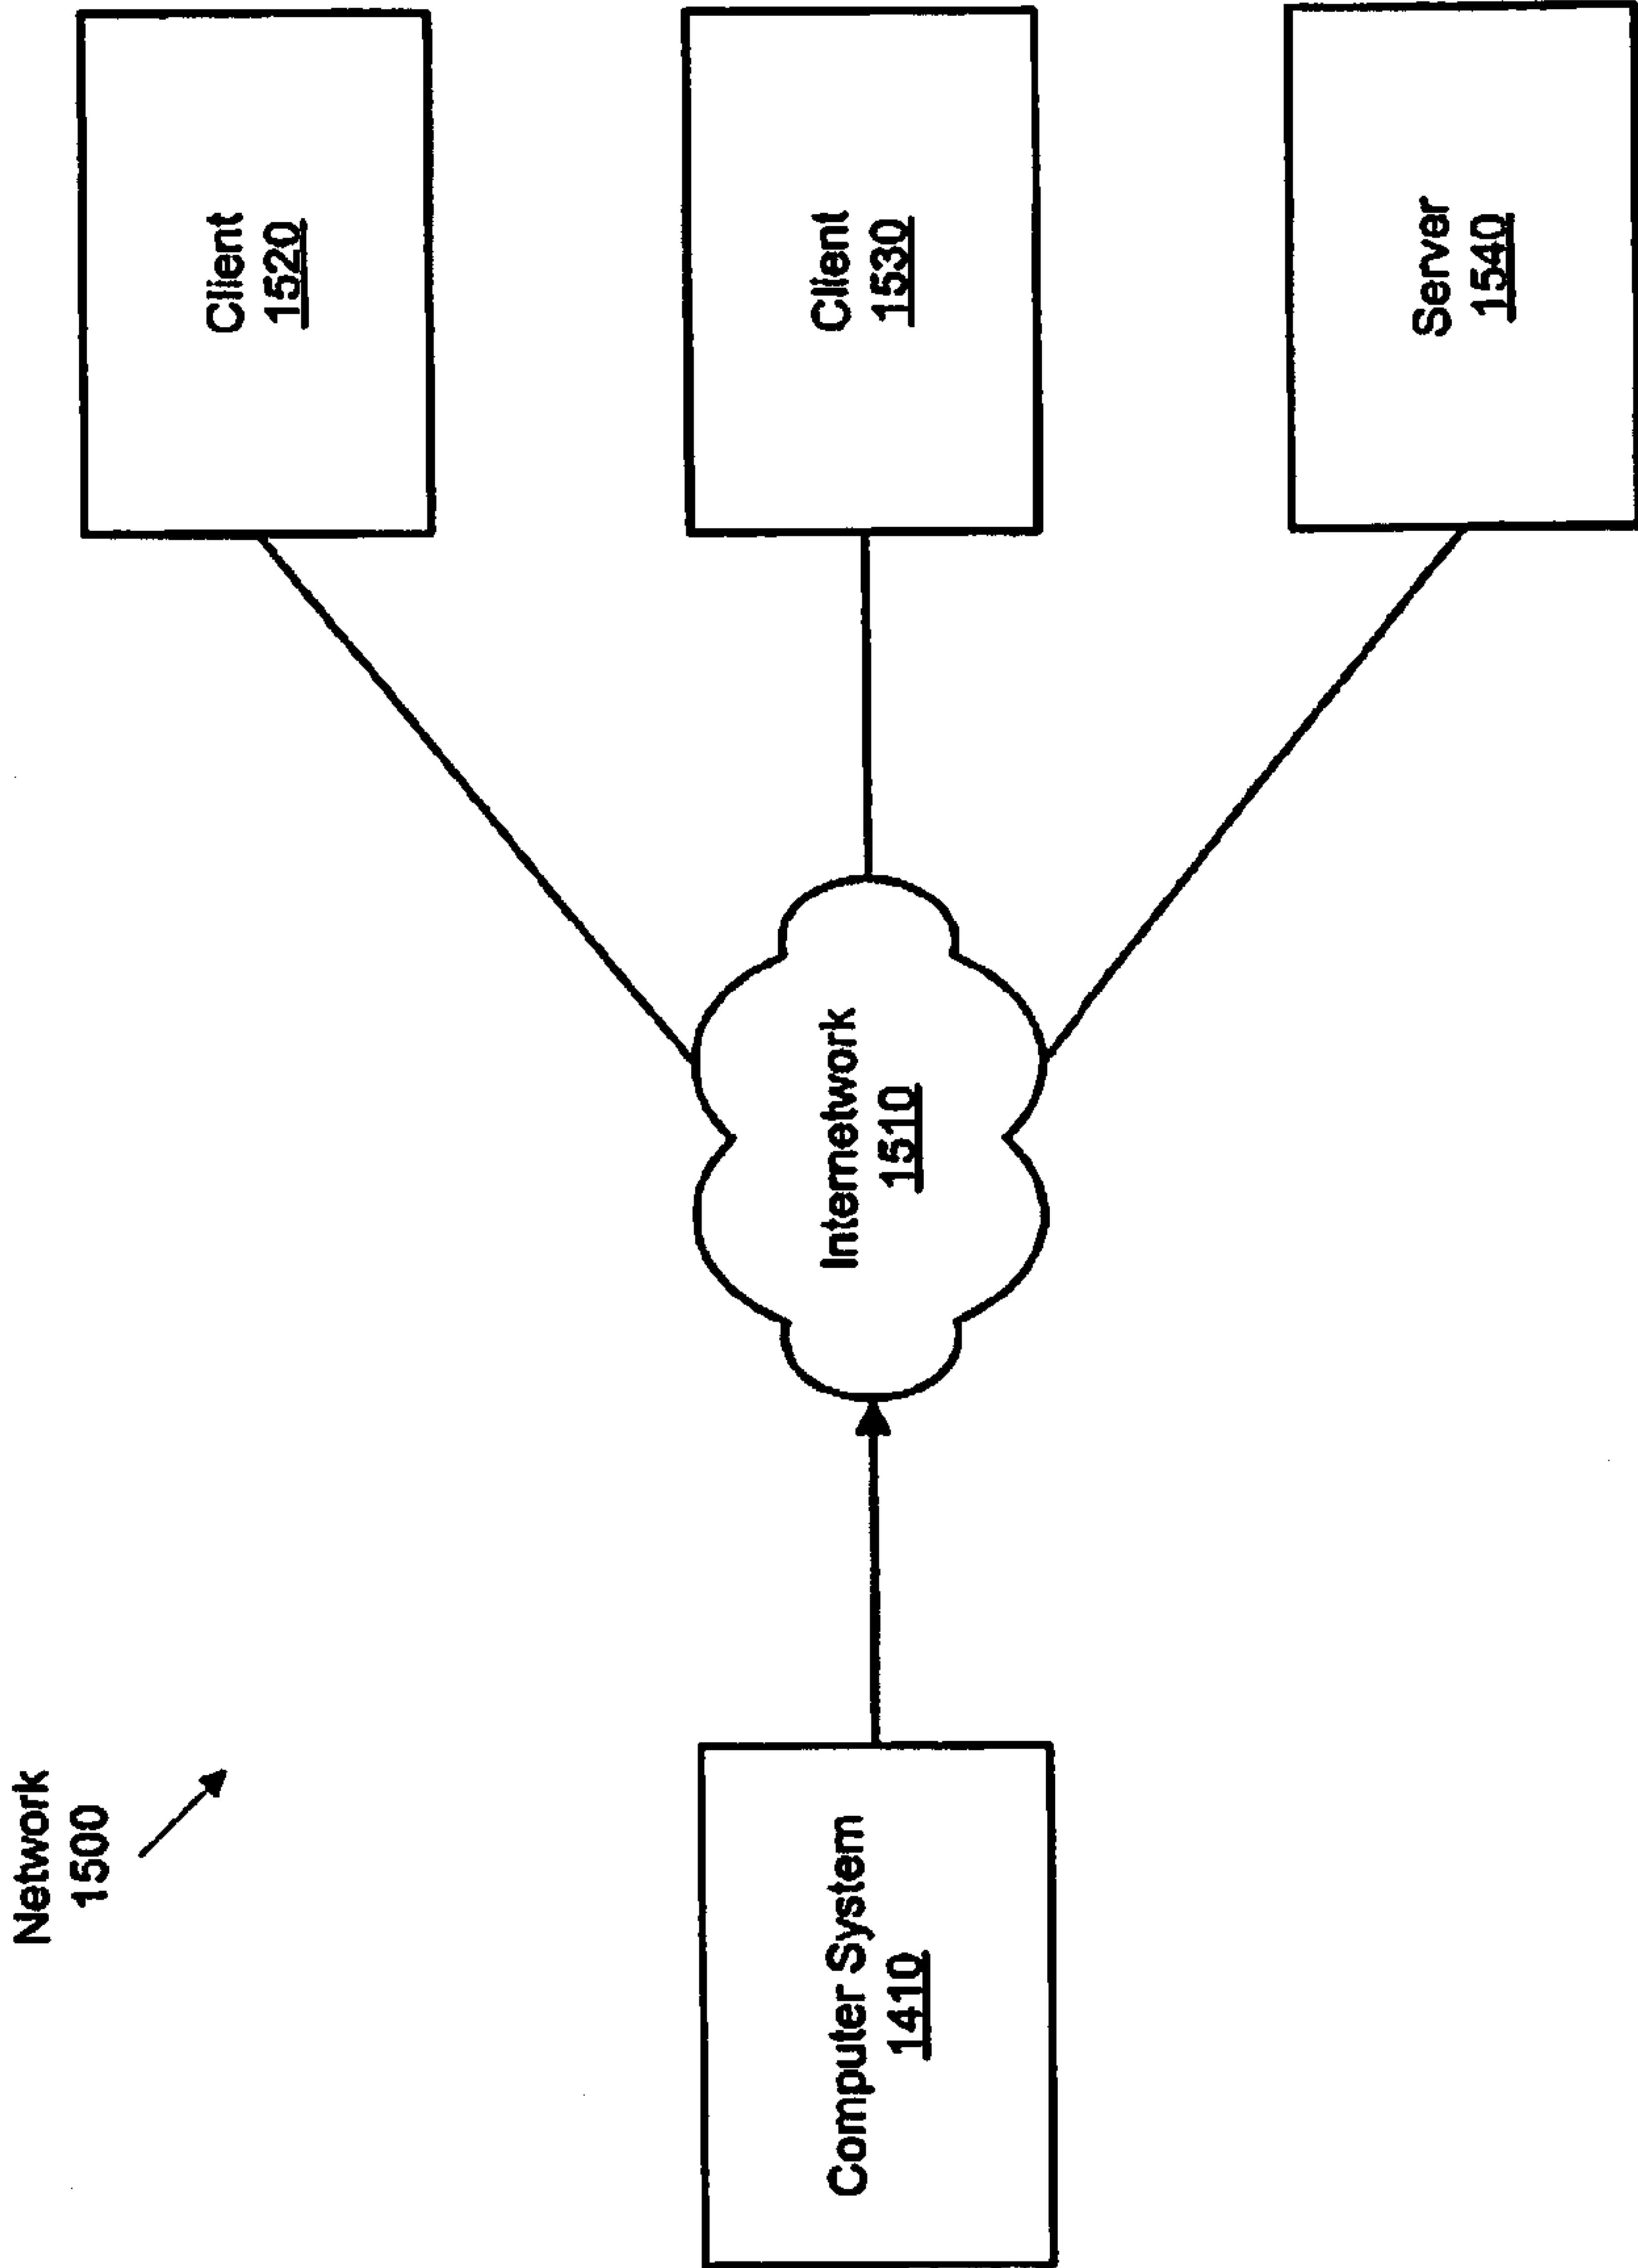 Network
1500
Computer System
1410
Internetwork
1510
Client
1520
Client
1530
Server
1540